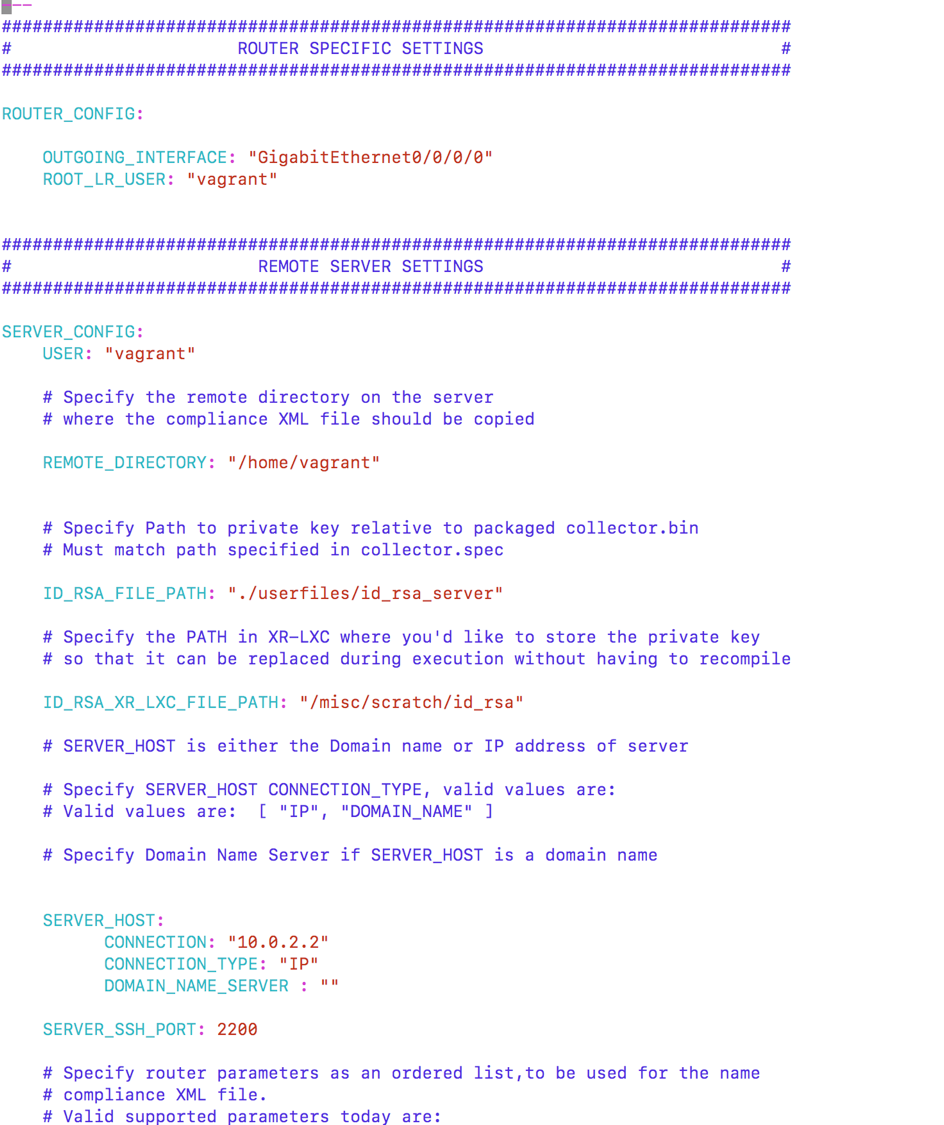 ---
#############################################################################
# ROUTER SPECIFIC SETTINGS #
#############################################################################
ROUTER_CONFIG:
OUTGOING_INTERFACE: "GigabitEthernet0/0/0/0"
ROOT_LR_USER: "vagrant"
#############################################################################
# REMOTE SERVER SETTINGS #
#############################################################################
SERVER_CONFIG:
USER: "vagrant"
# Specify the remote directory on the server
# where the compliance XML file should be copied
REMOTE_DIRECTORY: "/home/vagrant"
# Specify Path to private key relative to packaged collector.bin
# Must match path specified in collector.spec
ID_RSA_FILE_PATH: "./userfiles/id_rsa_server"
# Specify the PATH in XR-LXC where you'd like to store the private key
# so that it can be replaced during execution without having to recompile
ID_RSA_XR_LXC_FILE_PATH: "/misc/scratch/id_rsa"
# SERVER_HOST is either the Domain name or IP address of server
# Specify SERVER_HOST CONNECTION_TYPE, valid values are:
# Valid values are:  [ "IP", "DOMAIN_NAME" ]
# Specify Domain Name Server if SERVER_HOST is a domain name
SERVER_HOST:
CONNECTION: "10.0.2.2"
CONNECTION_TYPE: "IP"
DOMAIN_NAME_SERVER : ""
SERVER_SSH_PORT: 2200
# Specify router parameters as an ordered list,to be used for the name
# compliance XML file.
# Valid supported parameters today are: